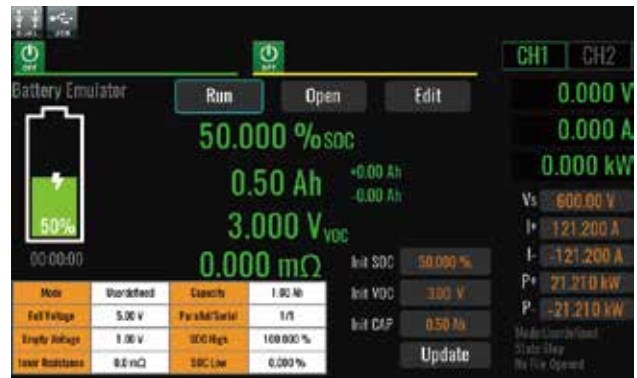 OFF
OFF
CH1 CH2
Battery Emulator
Run Open Edit
0.000 V
50.000 %SOC
0.000 A
0.50 Ah +0.00 Ah
-0.00 Ah
0.000 kW
50%
3.000 VVOC
Vs 600.00 V
I+ 121.200 A
00:00:00
0.000 mΩ
Init SOC 50.000 %
I- -121.200 A
Mode Userdefined Capacity 1.00 Ah
Init VOC 3.00 V
P+ 21.210 kW
Full Voltage 5.00 V Parallel/Serial 1/1
Init CAP 0.50 Ah
P- -21.210 kW
Empty Voltage 1.00 V SOC High 100.000 %
Mode:Userdefined
Update
State:Stop
Inner Resistance 0.0 mΩ SOC Low 0.000 %
No File Opened